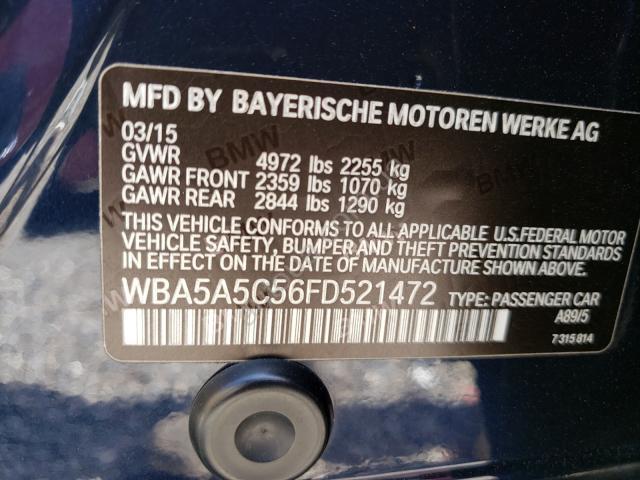 MFD BY BAYERISCHE MOTOREN WERKE AG
03/15
GVWR 4972 lbs 2255 kg
GAWR FRONT 2359 lbs 1070 kg
GAWR REAR 2844 lbs 1290 kg
THIS VEHICLE CONFORMS TO ALL APPLICABLE U.S.FEDERAL MOTOR
VEHICLE SAFETY, BUMPER AND THEFT PREVENTION STANDARDS
IN EFFECT ON THE DATE OF MANUFACTURE SHOWN ABOVE.
WBA5A5C56FD521472 TYPE: PASSENGER CAR
A89/5
7315814
BMW
BMW